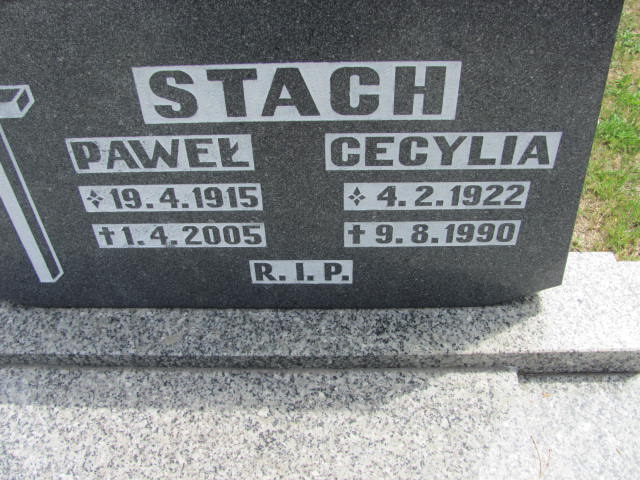 STACH
PAWEŁ CECYLIA
19.4.1915 4.2.1922
†1.4.2005 †9.8.1990
R.I.P.